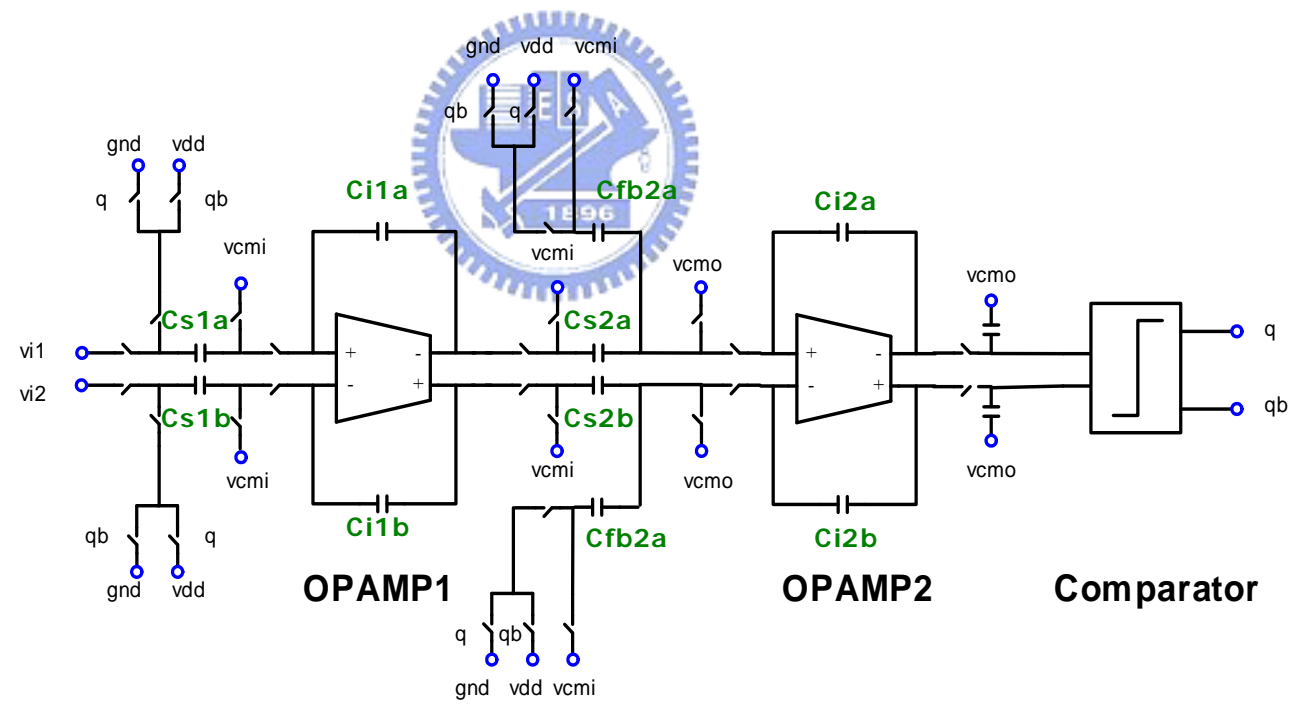 gnd vdd vcmi
qb q
gnd vdd
q qb
Ci1a Cfb2a Ci2a
1896
vcmi vcmi vcmo vcmo
Cs1a Cs2a
vi1 + - + - q
vi2 - + - + qb
Cs1b Cs2b
vcmi vcmi vcmo vcmo
Ci1b Cfb2a Ci2b
qb q
gnd vdd
OPAMP1 OPAMP2 Comparator
q qb
gnd vdd vcmi